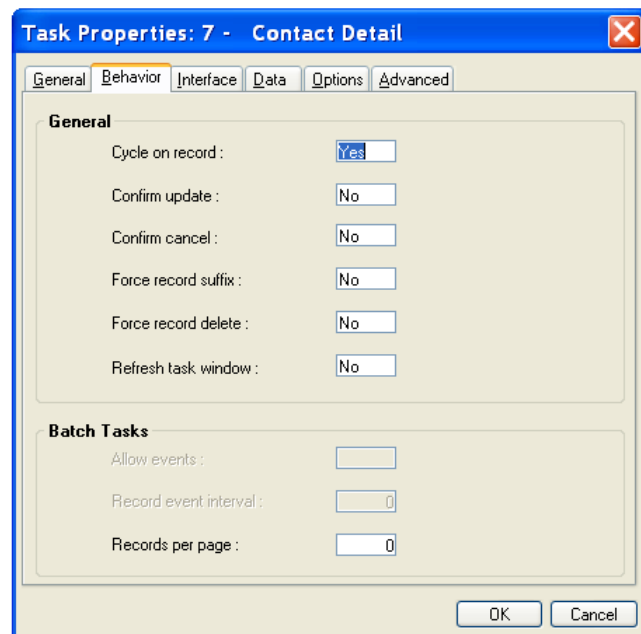 Task Properties: 7 - Contact Detail
General Behavior Interface Data Options Advanced
General
Cycle on record : Yes
Confirm update : No
Confirm cancel : No
Force record suffix : No
Force record delete : No
Refresh task window : No
Batch Tasks
Allow events :
Record event interval : 0
Records per page : 0
OK Cancel